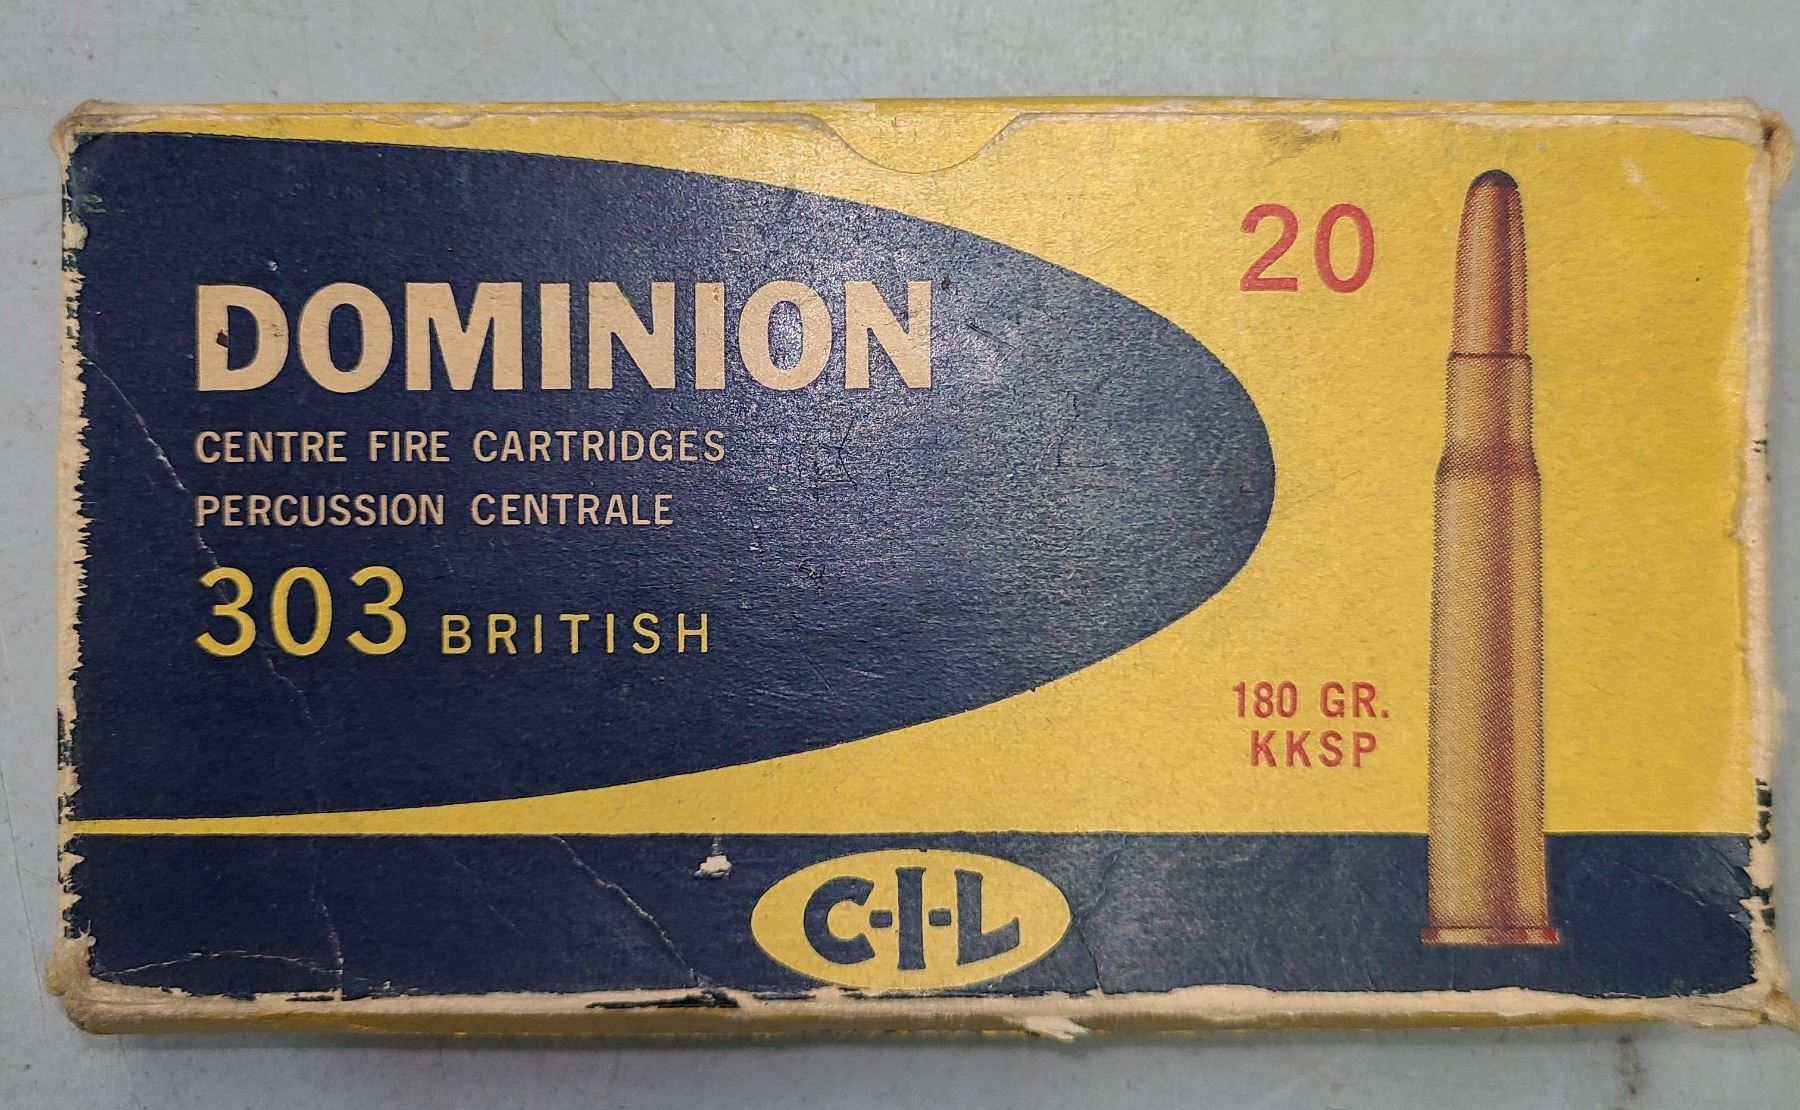 DOMINION
CENTRE FIRE CARTRIDGES
PERCUSSION CENTRALE
303 BRITISH
20
180 GR.
KKSP
C-I-L